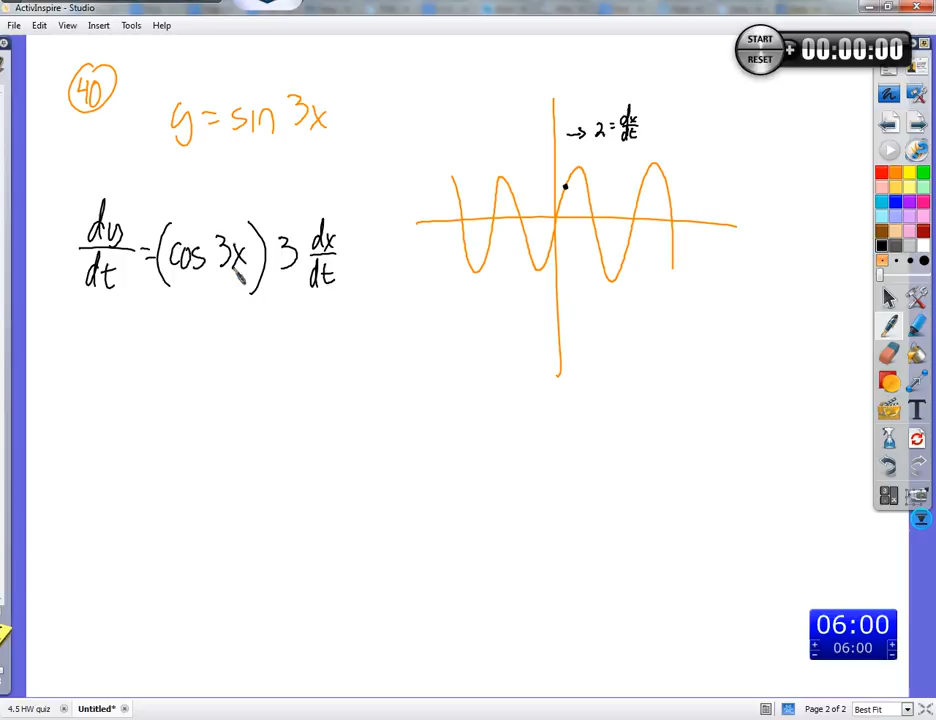 ActivInspire - Studio
File Edit View Insert Tools Help
START
RESET
+ 00:00:00
40
y = sin 3x
→ 2 = dx/dt
dy/dt = (cos 3x) 3 dx/dt
T
06:00
06:00
4.5 HW quiz
Untitled*
Page 2 of 2
Best Fit